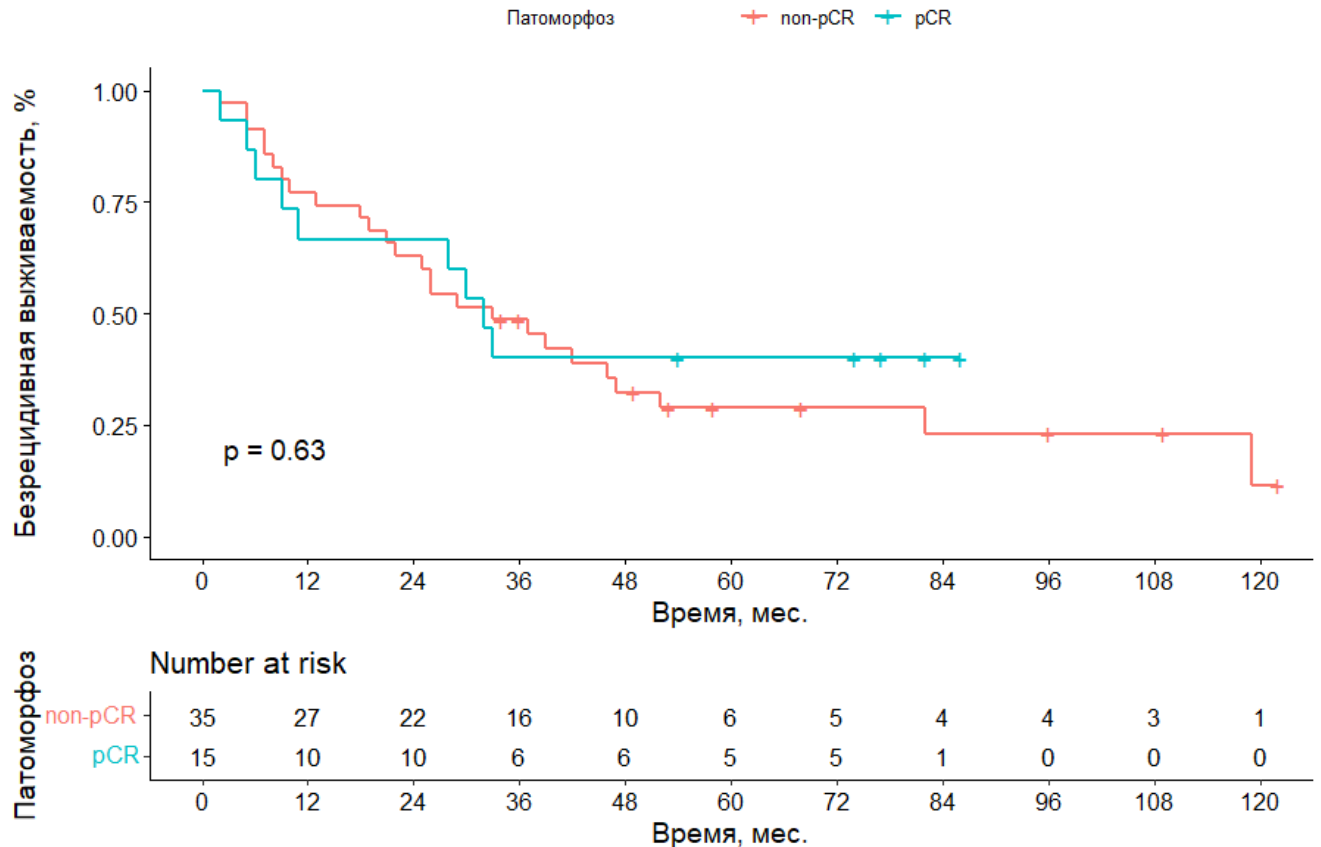 Патоморфоз non-pCR pCR
Безрецидивная выживаемость, %
1.00
0.75
0.50
0.25
0.00
p = 0.63
0 12 24 36 48 60 72 84 96 108 120
Время, мес.
Number at risk
Патоморфоз
non-pCR 35 27 22 16 10 6 5 4 4 3 1
pCR 15 10 10 6 6 5 5 1 0 0 0
0 12 24 36 48 60 72 84 96 108 120
Время, мес.